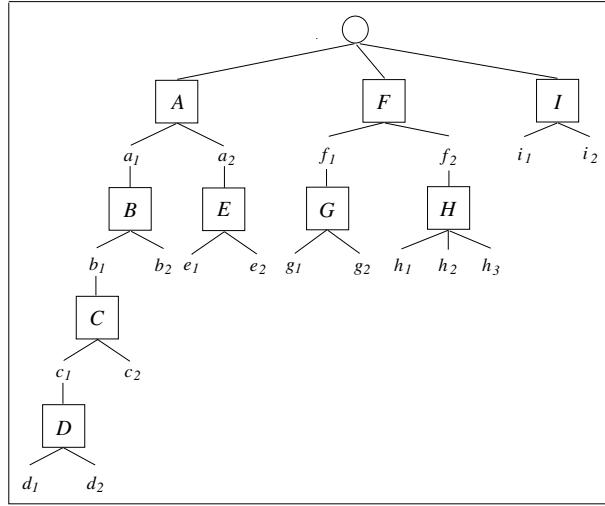 A F I
a1 a2 f1 f2 i1 i2
B E G H
b1 b2 e1 e2 g1 g2 h1 h2 h3
C
c1 c2
D
d1 d2